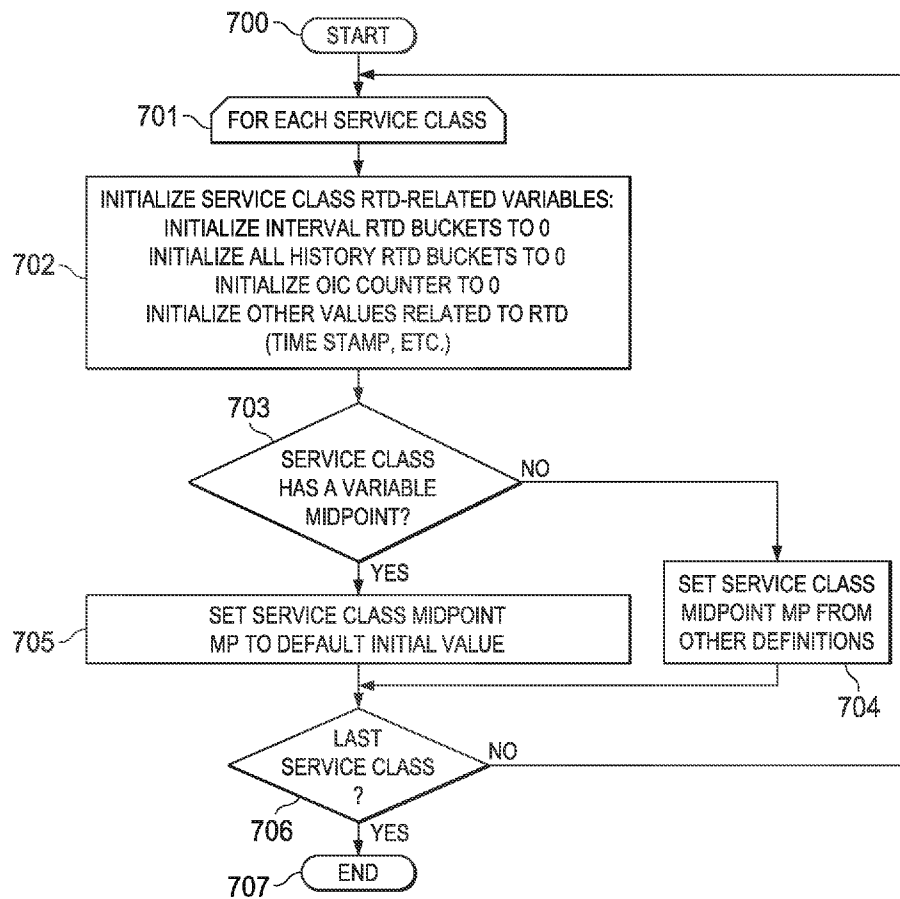 700
START
701
FOR EACH SERVICE CLASS
702
INITIALIZE SERVICE CLASS RTD-RELATED VARIABLES:
INITIALIZE INTERVAL RTD BUCKETS TO 0
INITIALIZE ALL HISTORY RTD BUCKETS TO 0
INITIALIZE OIC COUNTER TO 0
INITIALIZE OTHER VALUES RELATED TO RTD
(TIME STAMP, ETC.)
703
SERVICE CLASS
HAS A VARIABLE
MIDPOINT?
NO
YES
705
SET SERVICE CLASS MIDPOINT
MP TO DEFAULT INITIAL VALUE
SET SERVICE CLASS
MIDPOINT MP FROM
OTHER DEFINITIONS
704
LAST
SERVICE CLASS
?
NO
706
YES
707
END